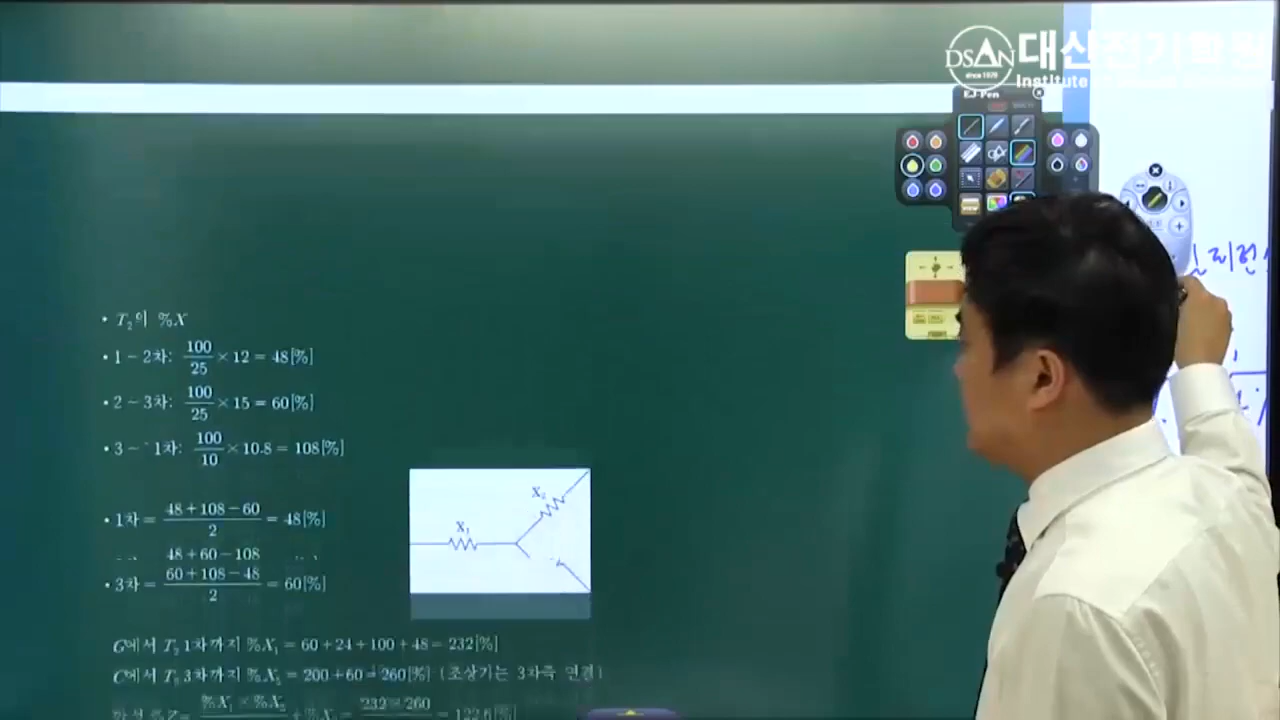 DSAN
since 1928
대신전기학원
E.J Pen
• T₂의 %X
• 1 - 2차: 100/25 × 12 = 48[%]
• 2 ~ 3차: 100/25 × 15 = 60[%]
• 3 ~ 1차: 100/10 × 10.8 = 108[%]
X₂
X₁
• 1차 = (48 + 108 - 60)/2 = 48[%]
48 + 60 - 108
• 3차 = (60 + 108 - 48)/2 = 60[%]
G에서 T₂ 1차까지 %X₁ = 60 + 24 + 100 + 48 = 232[%]
C에서 T₂ 3차까지 %X₃ = 200 + 60 = 260[%] (조상기는 3차측 연결)